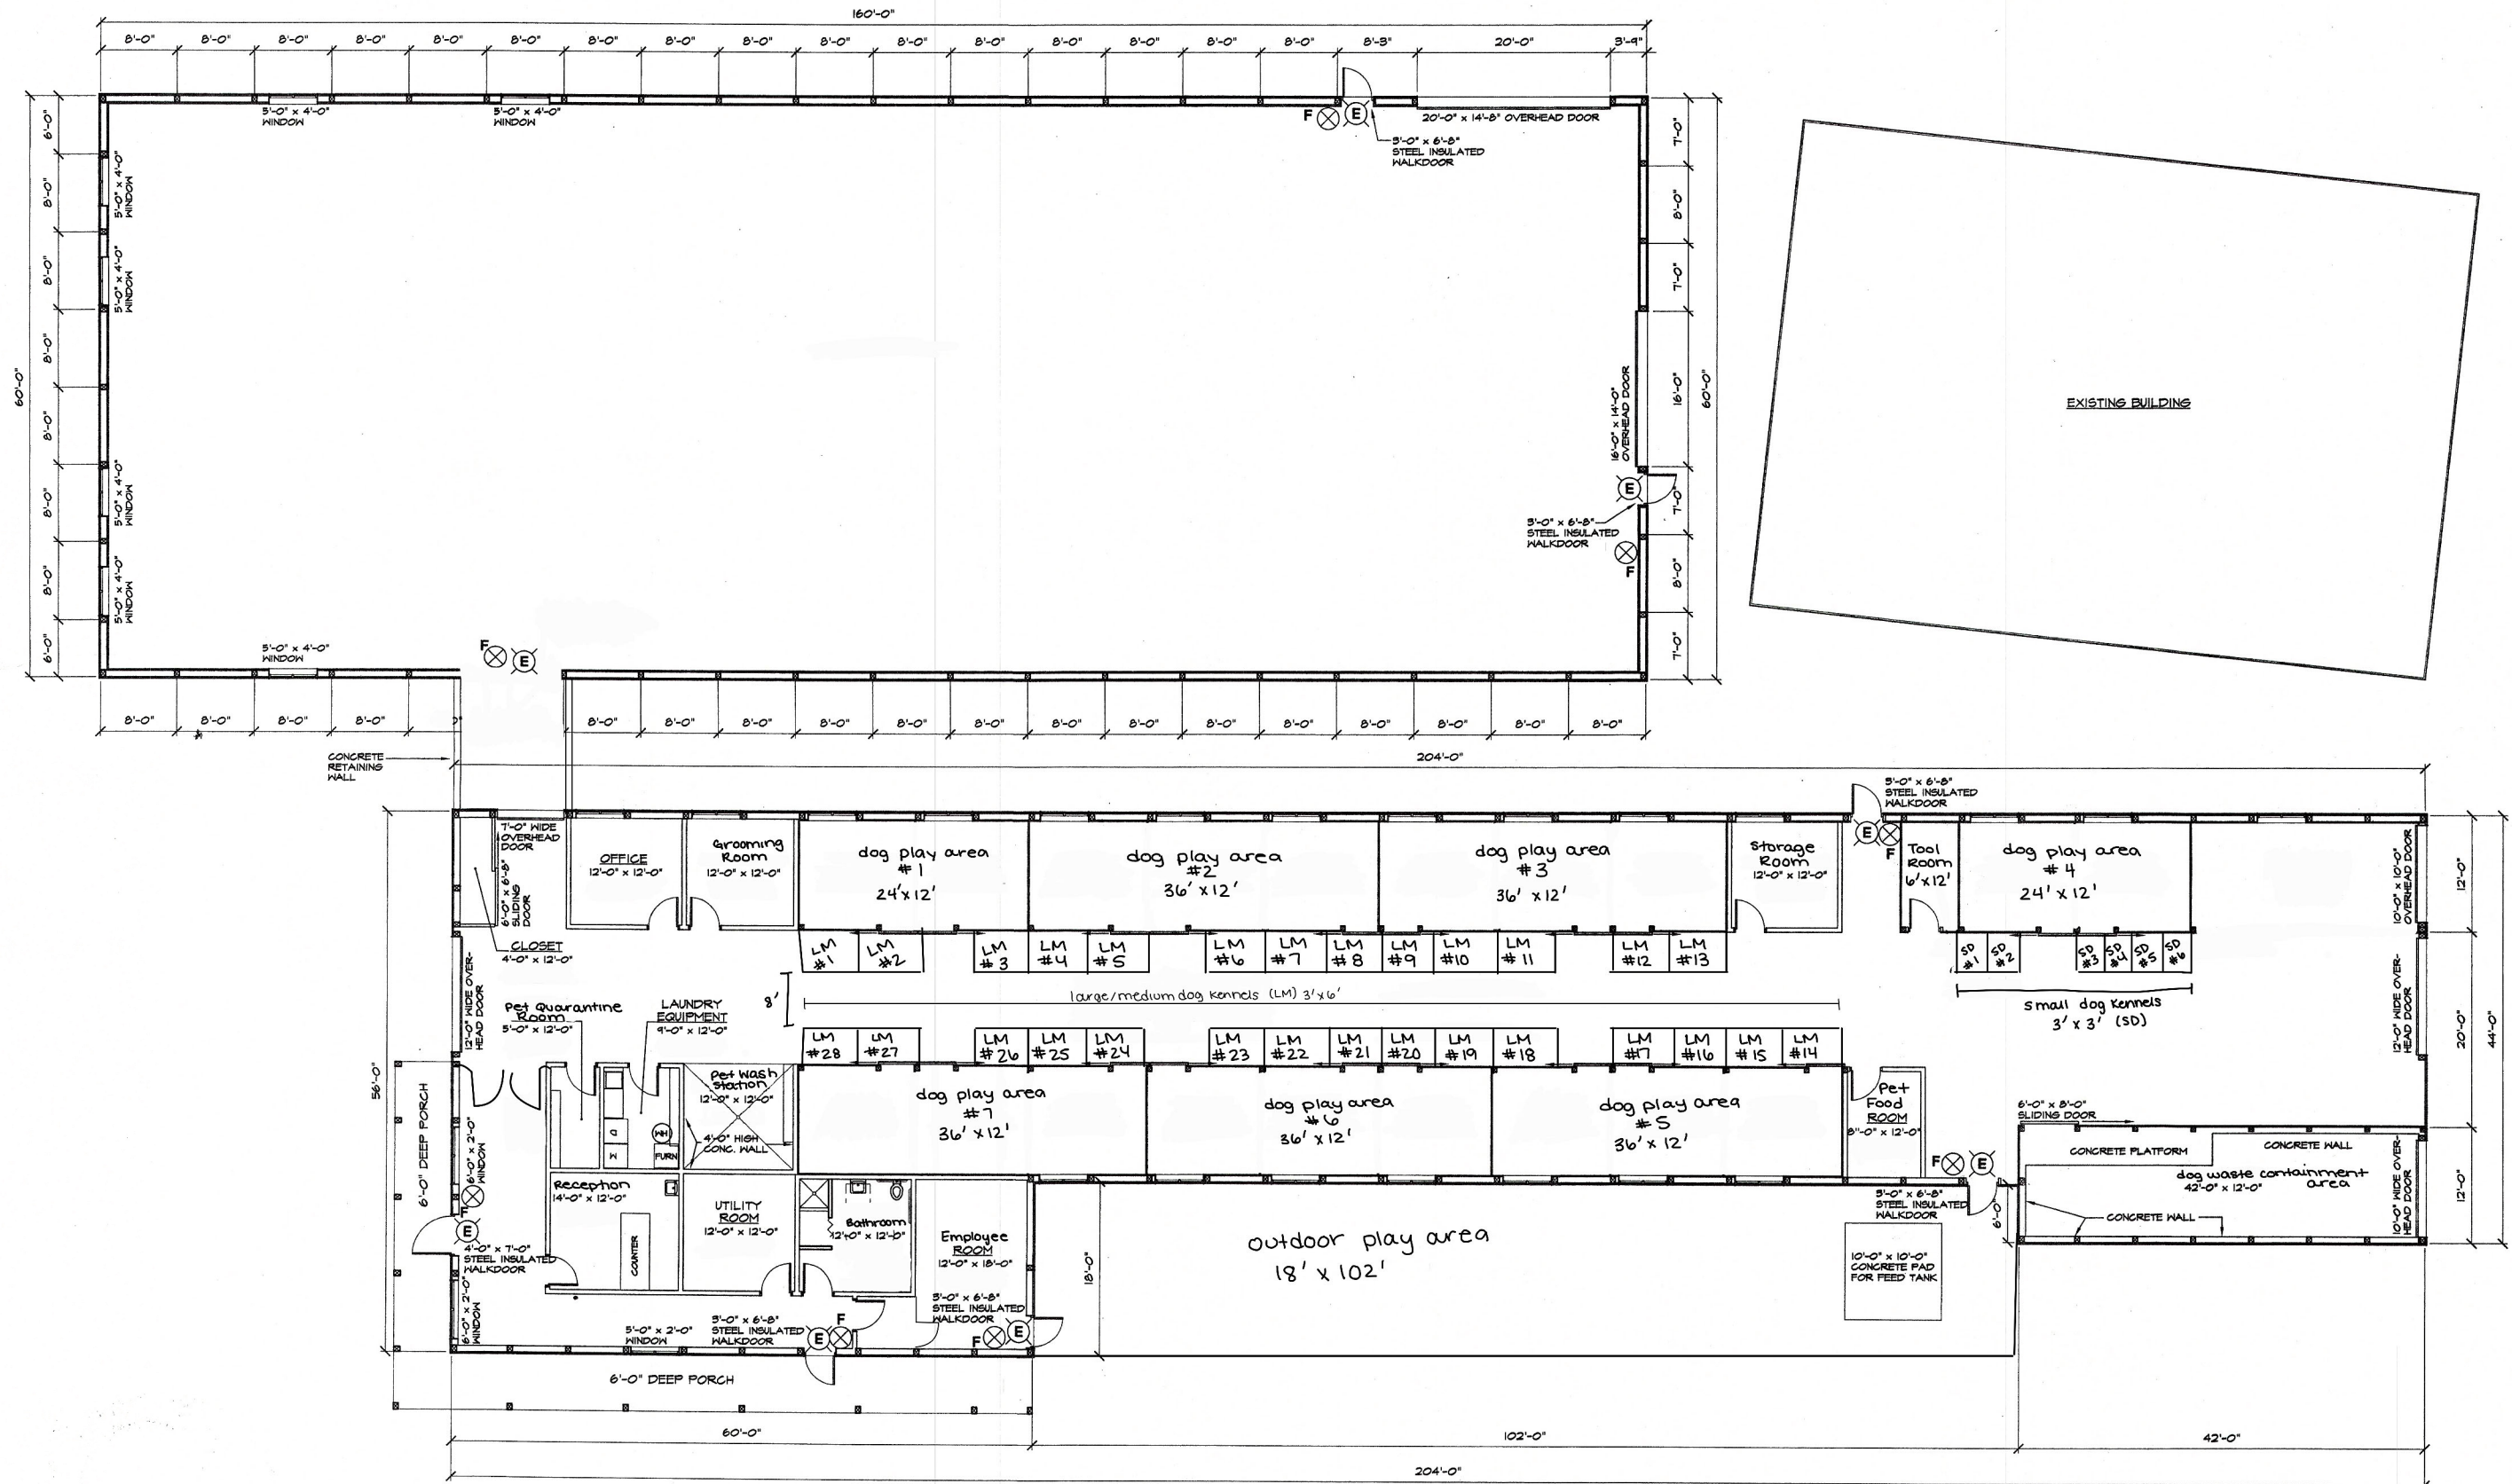 160'-0"
8'-0" 8'-0" 8'-0" 8'-0" 8'-0" 8'-0" 8'-0" 8'-0" 8'-0" 8'-0" 8'-0" 8'-0" 8'-0" 8'-0" 8'-0" 8'-0" 8'-3" 20'-0" 3'-9"
5'-0" x 4'-0"
WINDOW
5'-0" x 4'-0"
WINDOW
F
E
20'-0" x 14'-8" OVERHEAD DOOR
3'-0" x 6'-8"
STEEL INSULATED
WALKDOOR
60'-0"
6'-0"
8'-0"
8'-0"
8'-0"
8'-0"
8'-0"
8'-0"
6'-0"
5'-0" x 4'-0"
WINDOW
5'-0" x 4'-0"
WINDOW
5'-0" x 4'-0"
WINDOW
5'-0" x 4'-0"
WINDOW
7'-0"
8'-0"
7'-0"
16'-0"
7'-0"
8'-0"
7'-0"
60'-0"
16'-0" x 14'-0"
OVERHEAD DOOR
E
3'-0" x 6'-8"
STEEL INSULATED
WALKDOOR
F
EXISTING BUILDING
5'-0" x 4'-0"
WINDOW
F
E
8'-0" 8'-0" 8'-0" 8'-0" 8'-0" 8'-0" 8'-0" 8'-0" 8'-0" 8'-0" 8'-0" 8'-0" 8'-0" 8'-0" 8'-0" 8'-0" 8'-0" 8'-0"
CONCRETE
RETAINING
WALL
204'-0"
3'-0" x 6'-8"
STEEL INSULATED
WALKDOOR
7'-0" WIDE
OVERHEAD
DOOR
6'-0" x 6'-8"
SLIDING
DOOR
OFFICE
12'-0" x 12'-0"
Grooming
Room
12'-0" x 12'-0"
dog play area
#1
24' x 12'
dog play area
#2
36' x 12'
dog play area
#3
36' x 12'
Storage
Room
12'-0" x 12'-0"
E
F
Tool
Room
6' x 12'
dog play area
#4
24' x 12'
10'-0" x 10'-0"
OVERHEAD DOOR
12'-0"
CLOSET
4'-0" x 12'-0"
LM #1
LM #2
LM #3
LM #4
LM #5
LM #6
LM #7
LM #8
LM #9
LM #10
LM #11
LM #12
LM #13
SD #1
SD #2
SD #3
SD #4
SD #5
SD #6
12'-0" WIDE OVER-
HEAD DOOR
Pet Quarantine
Room
5'-0" x 12'-0"
LAUNDRY
EQUIPMENT
9'-0" x 12'-0"
8'
large/medium dog kennels (LM) 3'x6'
small dog kennels
3' x 3' (SD)
12'-0" WIDE OVER-
HEAD DOOR
20'-0"
44'-0"
56'-0"
LM #28
LM #27
LM #26
LM #25
LM #24
LM #23
LM #22
LM #21
LM #20
LM #19
LM #18
LM #17
LM #16
LM #15
LM #14
6'-0" DEEP PORCH
6'-0" x 2'-0"
WINDOW
D
W
WH
FURN
Pet Wash
Station
12'-0" x 12'-0"
4'-0" HIGH
CONC. WALL
dog play area
#7
36' x 12'
dog play area
#6
36' x 12'
dog play area
#5
36' x 12'
Pet
Food
ROOM
8"-0" x 12'-0"
6'-0" x 8'-0"
SLIDING DOOR
CONCRETE PLATFORM
CONCRETE WALL
dog waste containment
area
42'-0" x 12'-0"
CONCRETE WALL
10'-0" WIDE OVER-
HEAD DOOR
12'-0"
F
E
3'-0" x 6'-8"
STEEL INSULATED
WALKDOOR
6'-0"
F
E
4'-0" x 7'-0"
STEEL INSULATED
WALKDOOR
6'-0" x 2'-0"
WINDOW
Reception
14'-0" x 12'-0"
COUNTER
UTILITY
ROOM
12'-0" x 12'-0"
Bathroom
12'-0" x 12'-0"
Employee
ROOM
12'-0" x 18'-0"
18'-0"
outdoor play area
18' x 102'
10'-0" x 10'-0"
CONCRETE PAD
FOR FEED TANK
5'-0" x 2'-0"
WINDOW
3'-0" x 6'-8"
STEEL INSULATED
WALKDOOR
E
F
3'-0" x 6'-8"
STEEL INSULATED
WALKDOOR
F
E
6'-0" DEEP PORCH
60'-0"
102'-0"
42'-0"
204'-0"